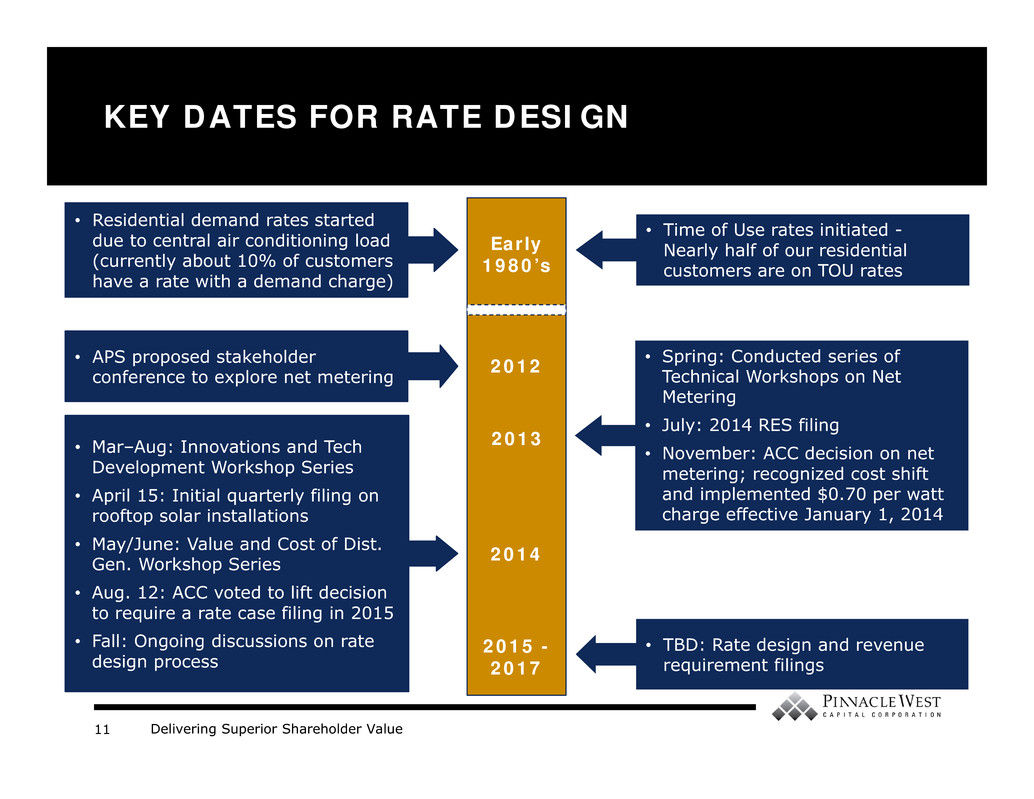 KEY DATES FOR RATE DESIGN
• Residential demand rates started
due to central air conditioning load
(currently about 10% of customers
have a rate with a demand charge)
Early
1980’s
• Time of Use rates initiated -
Nearly half of our residential
customers are on TOU rates
• APS proposed stakeholder
conference to explore net metering
2012
2013
• Spring: Conducted series of
Technical Workshops on Net
Metering
• July: 2014 RES filing
• November: ACC decision on net
metering; recognized cost shift
and implemented $0.70 per watt
charge effective January 1, 2014
• Mar–Aug: Innovations and Tech
Development Workshop Series
• April 15: Initial quarterly filing on
rooftop solar installations
• May/June: Value and Cost of Dist.
Gen. Workshop Series
• Aug. 12: ACC voted to lift decision
to require a rate case filing in 2015
• Fall: Ongoing discussions on rate
design process
2014
2015 -
2017
• TBD: Rate design and revenue
requirement filings
PINNACLE WEST
CAPITAL CORPORATION
11 Delivering Superior Shareholder Value